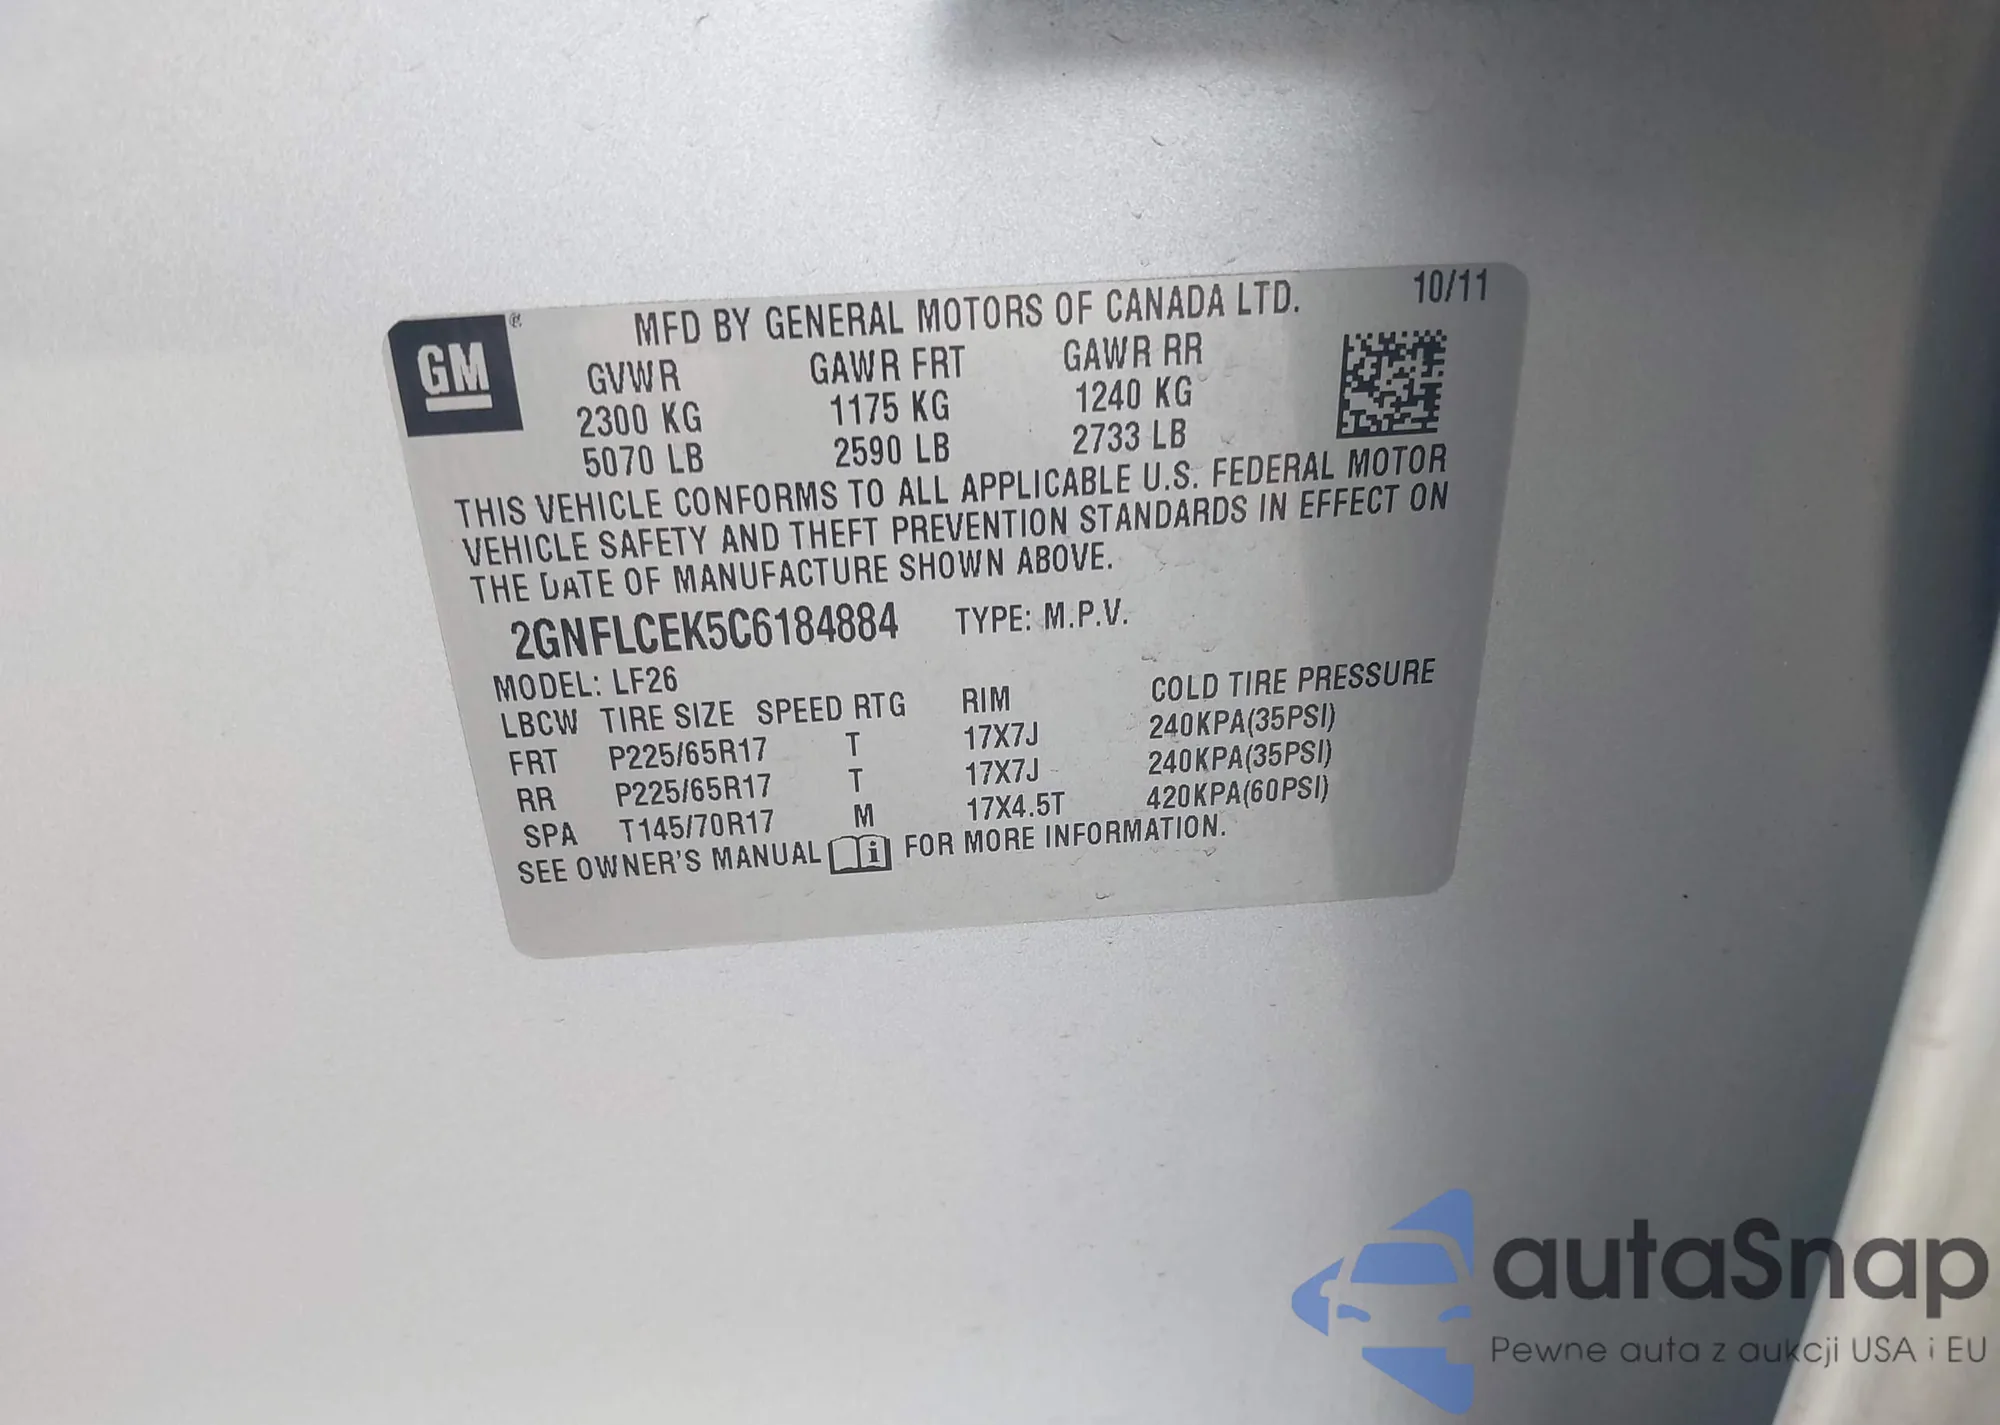 GM®
MFD BY GENERAL MOTORS OF CANADA LTD.
10/11
GVWR GAWR FRT GAWR RR
2300 KG 1175 KG 1240 KG
5070 LB 2590 LB 2733 LB
THIS VEHICLE CONFORMS TO ALL APPLICABLE U.S. FEDERAL MOTOR
VEHICLE SAFETY AND THEFT PREVENTION STANDARDS IN EFFECT ON
THE DATE OF MANUFACTURE SHOWN ABOVE.
2GNFLCEK5C6184884 TYPE: M.P.V.
MODEL: LF26
LBCW TIRE SIZE SPEED RTG RIM COLD TIRE PRESSURE
FRT P225/65R17 T 17X7J 240KPA(35PSI)
RR P225/65R17 T 17X7J 240KPA(35PSI)
SPA T145/70R17 M 17X4.5T 420KPA(60PSI)
SEE OWNER'S MANUAL i FOR MORE INFORMATION.
autaSnap
Pewne auta z aukcji USA i EU